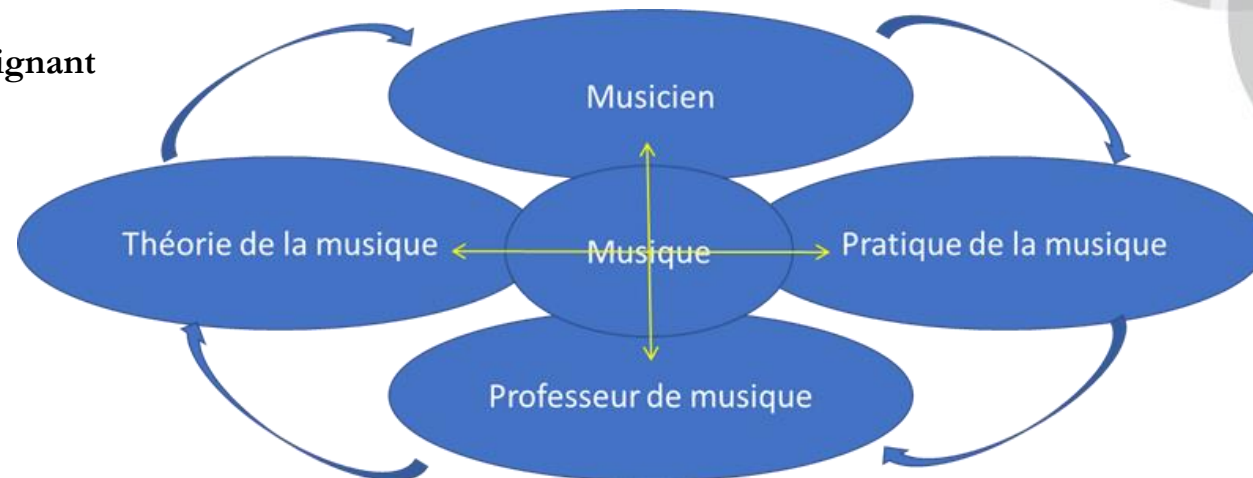 ignant
Musicien
Théorie de la musique
Musique
Pratique de la musique
Professeur de musique